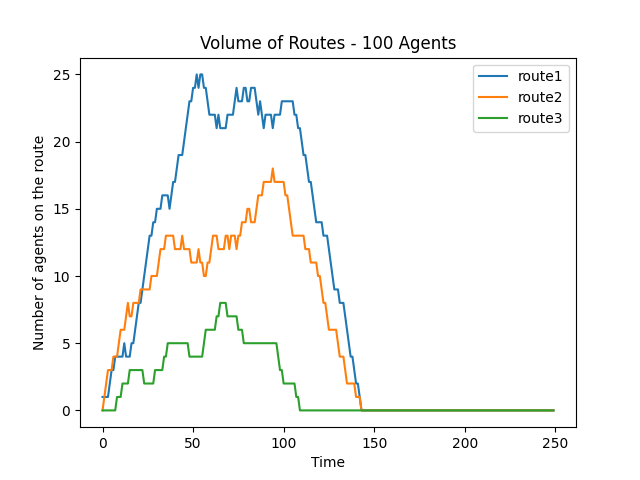 Volume of Routes - 100 Agents
route1
route2
route3
Number of agents on the route
25
20
15
10
5
0
0 50 100 150 200 250
Time